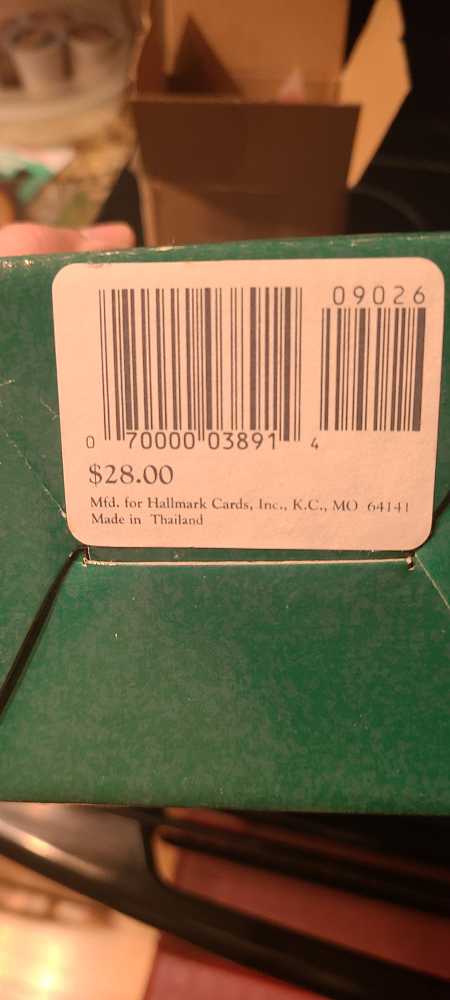 09026
0 70000 03891 4
$28.00
Mfd. for Hallmark Cards, Inc., K.C., MO 64141
Made in Thailand